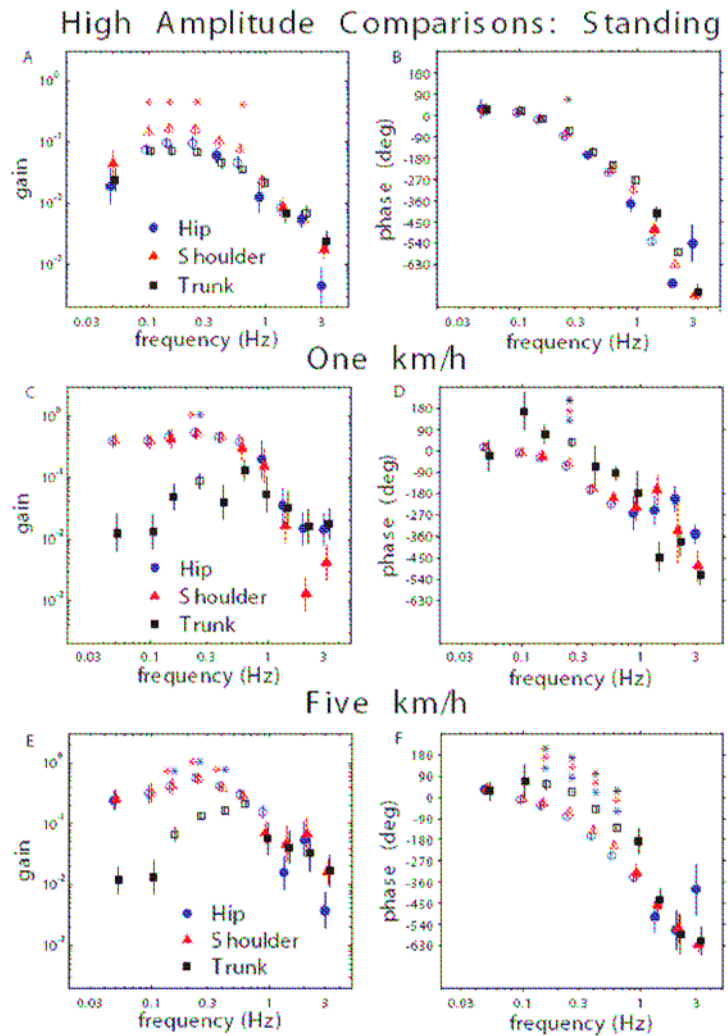 High Amplitude Comparisons: Standing
A
B
10⁰
10⁻¹
10⁻²
10⁻³
gain
Hip
Shoulder
Trunk
0.03 0.1 0.3 1 3
frequency (Hz)
180
90
0
-90
-180
-270
-360
-450
-540
-630
phase (deg)
0.03 0.1 0.3 1 3
frequency (Hz)
One km/h
C
D
10⁰
10⁻¹
10⁻²
10⁻³
gain
Hip
Shoulder
Trunk
0.03 0.1 0.3 1 3
frequency (Hz)
180
90
0
-90
-180
-270
-360
-450
-540
-630
phase (deg)
0.03 0.1 0.3 1 3
frequency (Hz)
Five km/h
E
F
10⁰
10⁻¹
10⁻²
10⁻³
gain
Hip
Shoulder
Trunk
0.03 0.1 0.3 1 3
frequency (Hz)
180
90
0
-90
-180
-270
-360
-450
-540
-630
phase (deg)
0.03 0.1 0.3 1 3
frequency (Hz)